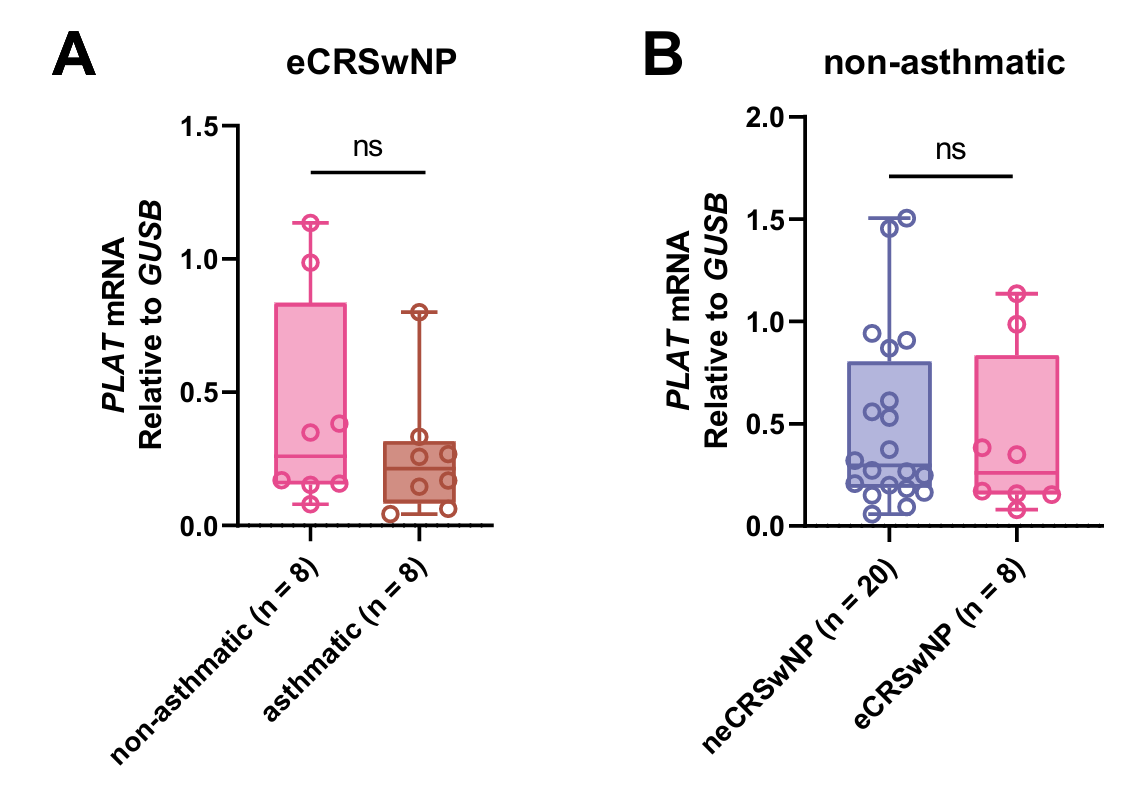 A
eCRSwNP
1.5
1.0
0.5
0.0
PLAT mRNA
Relative to GUSB
ns
non-asthmatic (n = 8)
asthmatic (n = 8)
B
non-asthmatic
2.0
1.5
1.0
0.5
0.0
PLAT mRNA
Relative to GUSB
ns
neCRSwNP (n = 20)
eCRSwNP (n = 8)